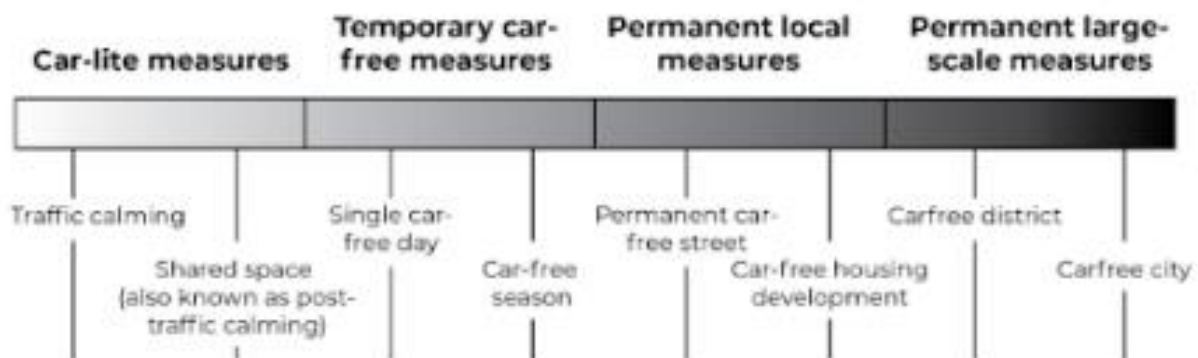 Car-lite measures
Temporary car-
free measures
Permanent local
measures
Permanent large-
scale measures
Traffic calming
Shared space
(also known as post-
traffic calming)
Single car-
free day
Car-free
season
Permanent car-
free street
Car-free housing
development
Carfree district
Carfree city